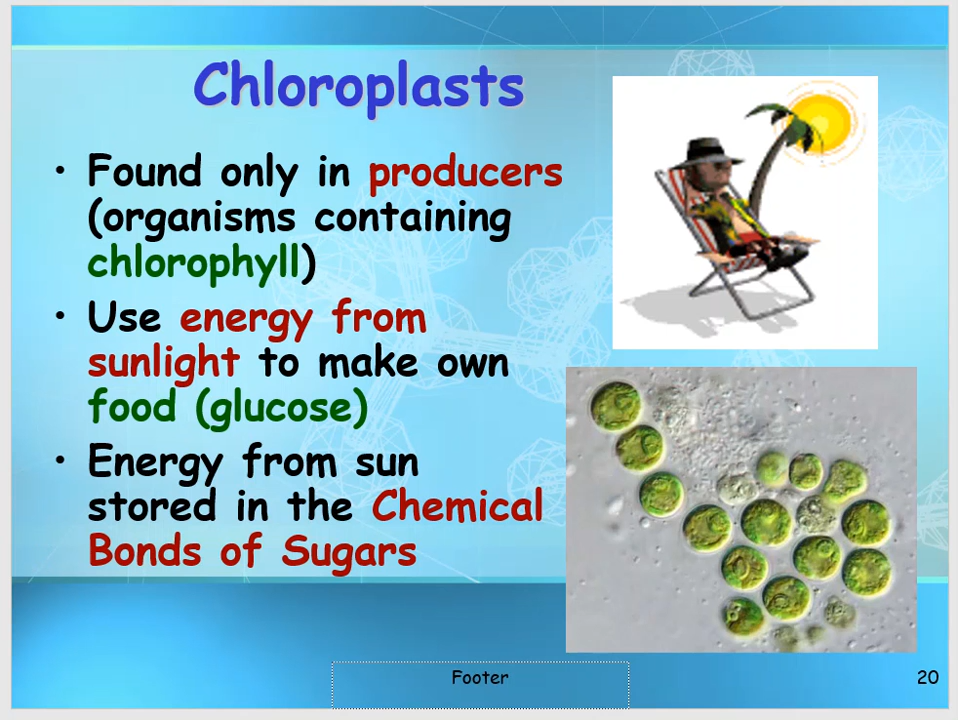 Chloroplasts
• Found only in producers
(organisms containing
chlorophyll)
• Use energy from
sunlight to make own
food (glucose)
• Energy from sun
stored in the Chemical
Bonds of Sugars
Footer
20